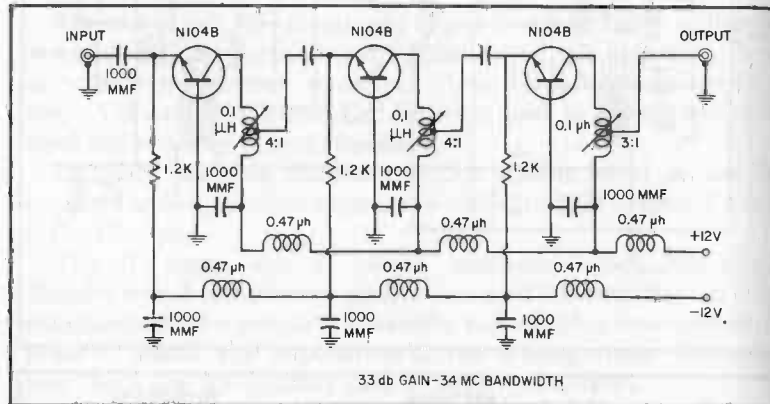 INPUT
N104B
N104B
N104B
OUTPUT
1000
MMF
0.1
μH
4:1
0.1
μH
4:1
0.1 μh
3:1
1.2K
1000
MMF
1.2K
1000
MMF
1.2K
1000 MMF
0.47 μh
0.47 μh
0.47 μh
+12V
0.47 μh
0.47 μh
0.47 μh
-12V
1000
MMF
1000
MMF
1000
MMF
33 db GAIN-34 MC BANDWIDTH